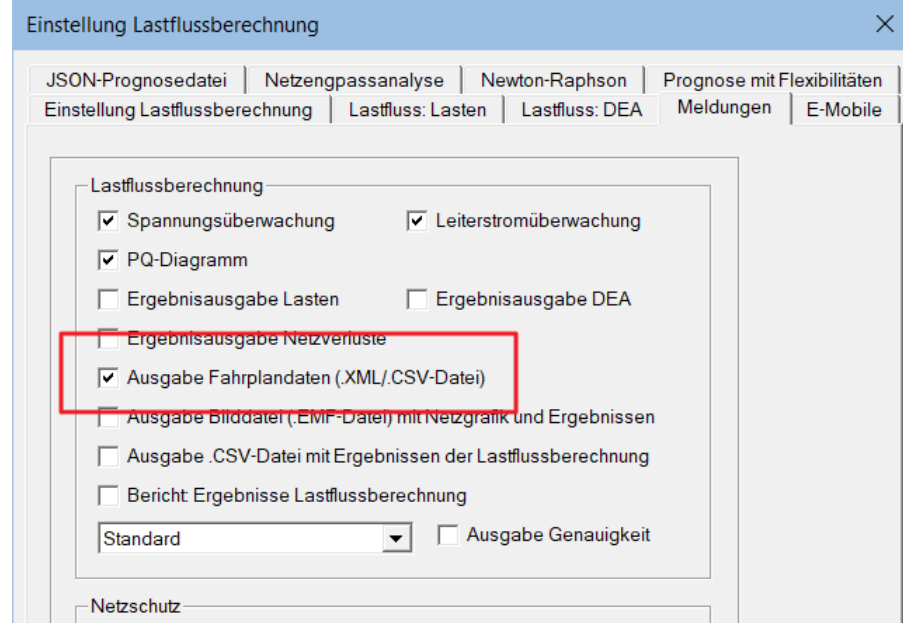 Einstellung Lastflussberechnung
JSON-Prognosedatei Netzengpassanalyse Newton-Raphson Prognose mit Flexibilitäten
Einstellung Lastflussberechnung Lastfluss: Lasten Lastfluss: DEA Meldungen E-Mobile
Lastflussberechnung
Spannungsüberwachung Leiterstromüberwachung
PQ-Diagramm
Ergebnisausgabe Lasten Ergebnisausgabe DEA
Ergebnisausgabe Netzverluste
Ausgabe Fahrplandaten (.XML/.CSV-Datei)
Ausgabe Bilddatei (.EMF-Datei) mit Netzgrafik und Ergebnissen
Ausgabe .CSV-Datei mit Ergebnissen der Lastflussberechnung
Bericht: Ergebnisse Lastflussberechnung
Standard Ausgabe Genauigkeit
Netzschutz